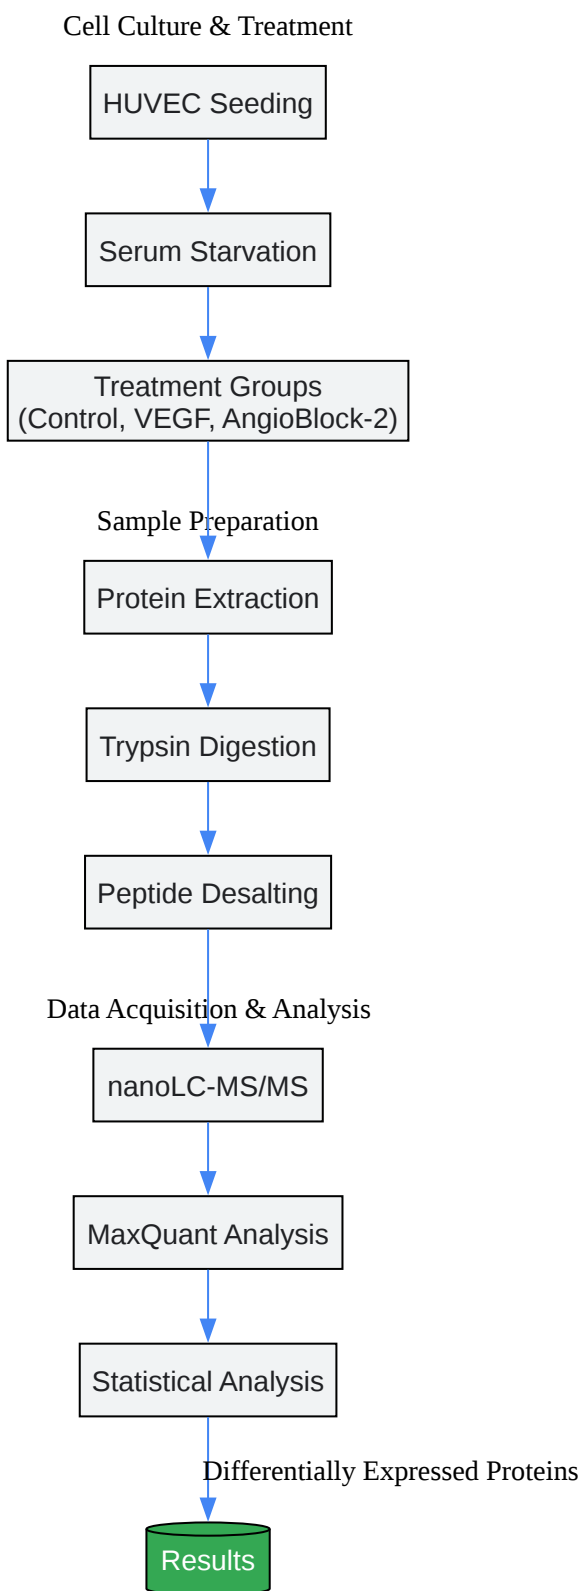 Cell Culture & Treatment
HUVEC Seeding
Serum Starvation
Treatment Groups
(Control, VEGF, AngioBlock-2)
Sample Preparation
Protein Extraction
Trypsin Digestion
Peptide Desalting
Data Acquisition & Analysis
nanoLC-MS/MS
MaxQuant Analysis
Statistical Analysis
Differentially Expressed Proteins
Results